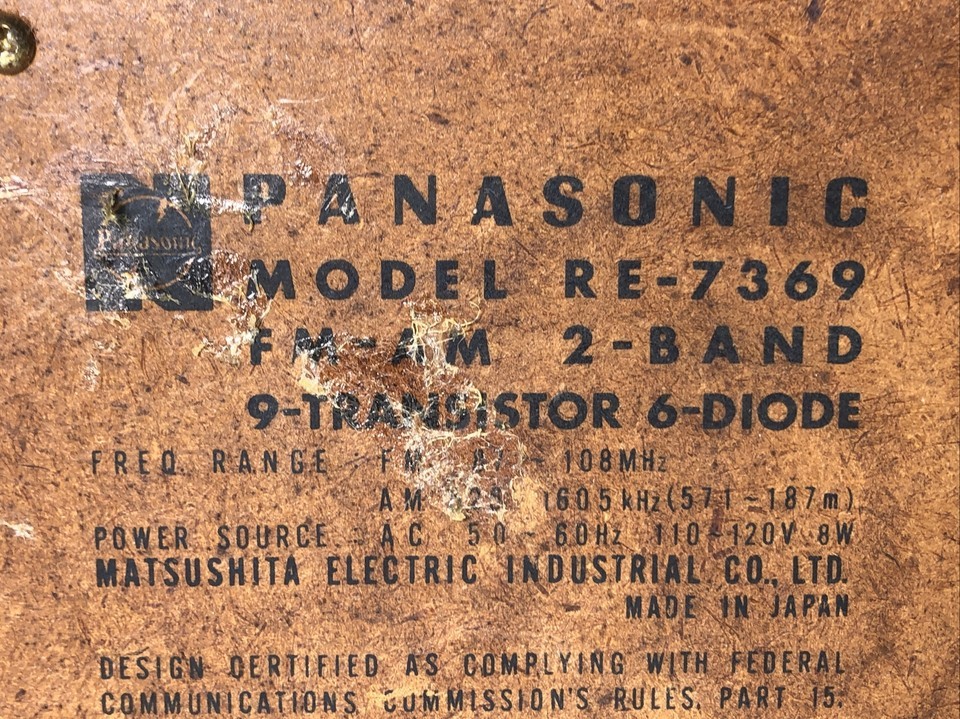 Panasonic
PANASONIC
MODEL RE-7369
FM-AM 2-BAND
9-TRANSISTOR 6-DIODE
FREQ. RANGE : FM ~ 108MHz
AM 1605kHz(571~187m)
POWER SOURCE : AC 50~60Hz 110~120V 8W
MATSUSHITA ELECTRIC INDUSTRIAL CO., LTD.
MADE IN JAPAN
DESIGN CERTIFIED AS COMPLYING WITH FEDERAL
COMMUNICATIONS COMMISSION'S RULES, PART 15.